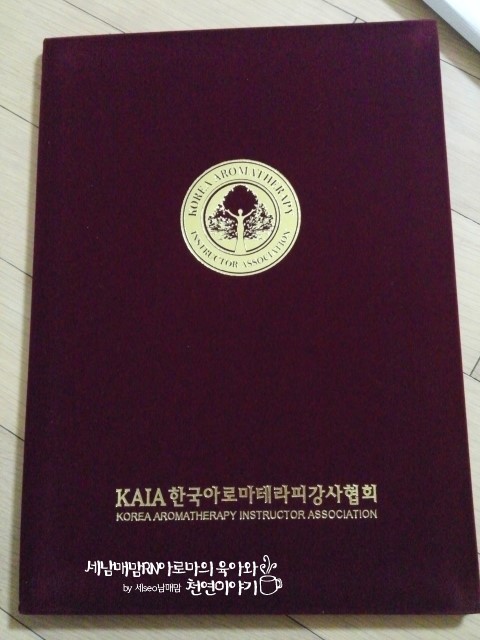 KOREA AROMATHERAPY
INSTRUCTOR ASSOCIATION
KAIA 한국아로마테라피강사협회
KOREA AROMATHERAPY INSTRUCTOR ASSOCIATION
세남매맘RN아로마의 육아와
by 세seo남매맘 천연이야기